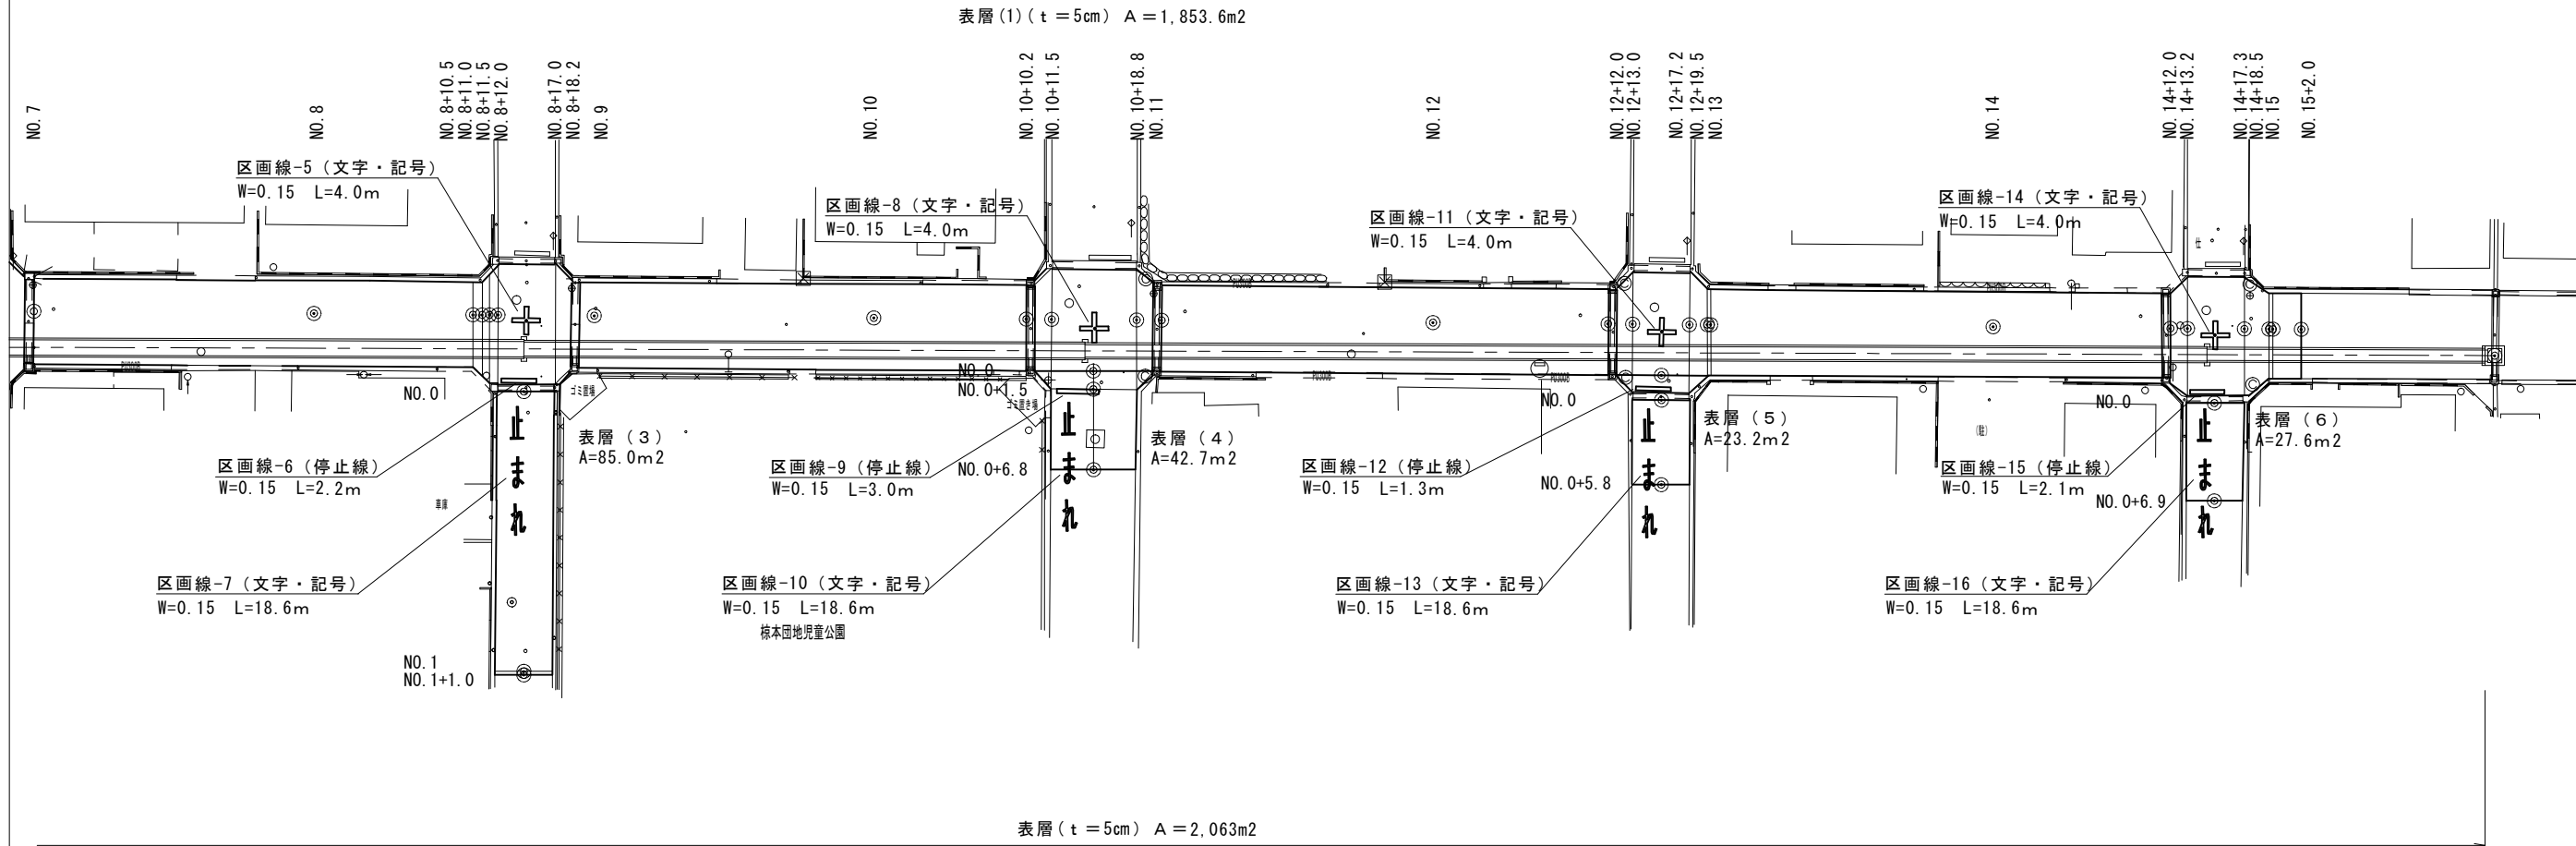 表層(1)(ｔ＝5㎝) Ａ＝1,853.6m2
NO.7
NO.8
NO.8+10.5
NO.8+11.0
NO.8+11.5
NO.8+12.0
NO.8+17.0
NO.8+18.2
NO.9
NO.10
NO.10+10.2
NO.10+11.5
NO.10+18.8
NO.11
NO.12
NO.12+12.0
NO.12+13.0
NO.12+17.2
NO.12+19.5
NO.13
NO.14
NO.14+12.0
NO.14+13.2
NO.14+17.3
NO.14+18.5
NO.15
NO.15+2.0
区画線-5（文字・記号）
W=0.15 L=4.0ｍ
区画線-8（文字・記号）
W=0.15 L=4.0ｍ
区画線-11（文字・記号）
W=0.15 L=4.0ｍ
区画線-14（文字・記号）
W=0.15 L=4.0ｍ
NO.0
ゴミ置場
NO.0
NO.0+1.5
ゴミ置き場
NO.0
NO.0
止まれ
止まれ
止まれ
止まれ
表層（３）
A=85.0m2
表層（４）
A=42.7m2
表層（５）
A=23.2m2
表層（６）
A=27.6m2
区画線-6（停止線）
W=0.15 L=2.2ｍ
区画線-9（停止線）
W=0.15 L=3.0ｍ
NO.0+6.8
区画線-12（停止線）
W=0.15 L=1.3ｍ
NO.0+5.8
区画線-15（停止線）
W=0.15 L=2.1ｍ
NO.0+6.9
車庫
区画線-7（文字・記号）
W=0.15 L=18.6ｍ
区画線-10（文字・記号）
W=0.15 L=18.6ｍ
椋本団地児童公園
区画線-13（文字・記号）
W=0.15 L=18.6ｍ
区画線-16（文字・記号）
W=0.15 L=18.6ｍ
NO.1
NO.1+1.0
表層(ｔ＝5㎝) Ａ＝2,063m2